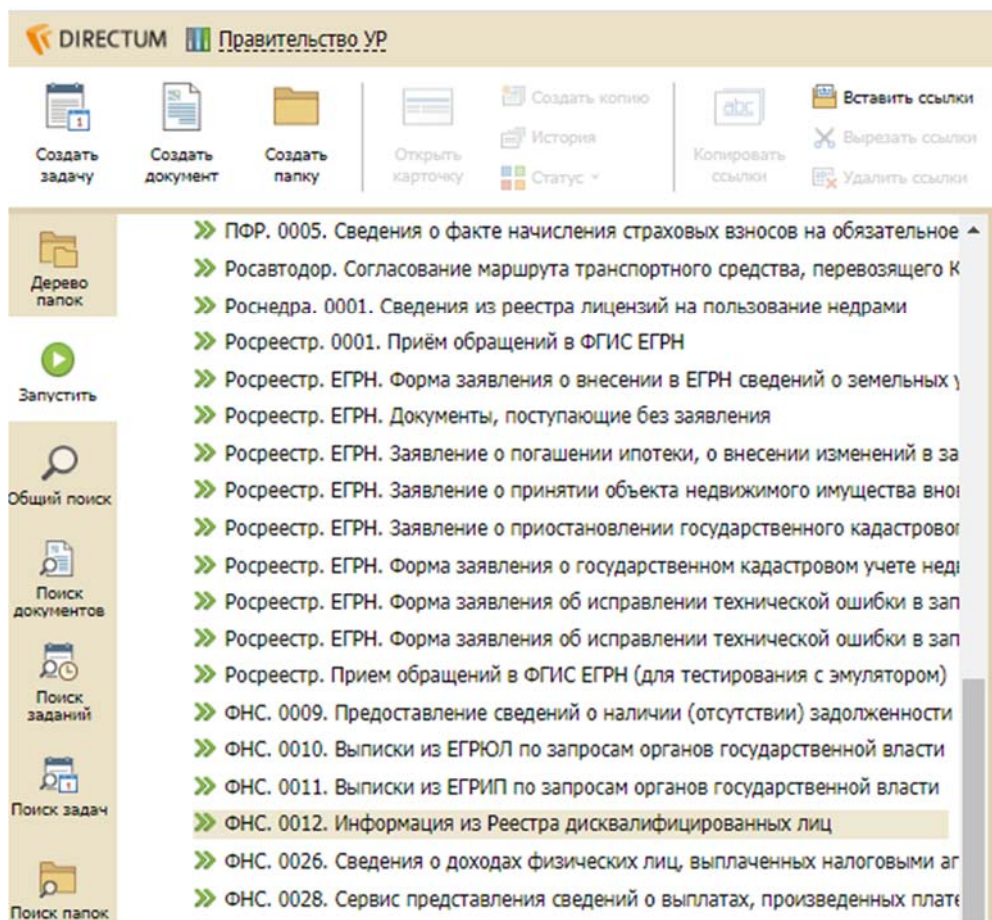 DIRECTUM Правительство УР
Создать задачу
Создать документ
Создать папку
Открыть карточку
Создать копию
История
Статус
Копировать ссылки
Вставить ссылки
Вырезать ссылки
Удалить ссылки
Дерево папок
Запустить
Общий поиск
Поиск документов
Поиск заданий
Поиск задач
Поиск папок
ПФР. 0005. Сведения о факте начисления страховых взносов на обязательное
Росавтодор. Согласование маршрута транспортного средства, перевозящего К
Роснедра. 0001. Сведения из реестра лицензий на пользование недрами
Росреестр. 0001. Приём обращений в ФГИС ЕГРН
Росреестр. ЕГРН. Форма заявления о внесении в ЕГРН сведений о земельных у
Росреестр. ЕГРН. Документы, поступающие без заявления
Росреестр. ЕГРН. Заявление о погашении ипотеки, о внесении изменений в за
Росреестр. ЕГРН. Заявление о принятии объекта недвижимого имущества вно
Росреестр. ЕГРН. Заявление о приостановлении государственного кадастрово
Росреестр. ЕГРН. Форма заявления о государственном кадастровом учете нед
Росреестр. ЕГРН. Форма заявления об исправлении технической ошибки в зап
Росреестр. ЕГРН. Форма заявления об исправлении технической ошибки в зап
Росреестр. Прием обращений в ФГИС ЕГРН (для тестирования с эмулятором)
ФНС. 0009. Предоставление сведений о наличии (отсутствии) задолженности
ФНС. 0010. Выписки из ЕГРЮЛ по запросам органов государственной власти
ФНС. 0011. Выписки из ЕГРИП по запросам органов государственной власти
ФНС. 0012. Информация из Реестра дисквалифицированных лиц
ФНС. 0026. Сведения о доходах физических лиц, выплаченных налоговыми аг
ФНС. 0028. Сервис представления сведений о выплатах, произведенных плат